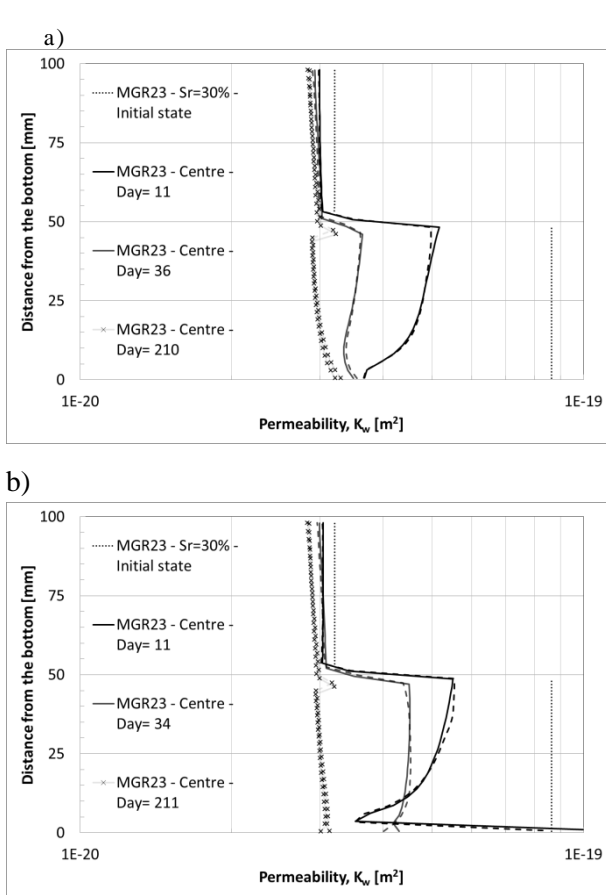 a)
100
75
50
25
0
Distance from the bottom [mm]
MGR23 - Sr=30% -
Initial state
MGR23 - Centre -
Day= 11
MGR23 - Centre -
Day= 36
MGR23 - Centre -
Day= 210
1E-20
1E-19
Permeability, Kw [m²]
b)
100
75
50
25
0
Distance from the bottom [mm]
MGR23 - Sr=30% -
Initial state
MGR23 - Centre -
Day= 11
MGR23 - Centre -
Day= 34
MGR23 - Centre -
Day= 211
1E-20
1E-19
Permeability, Kw [m²]